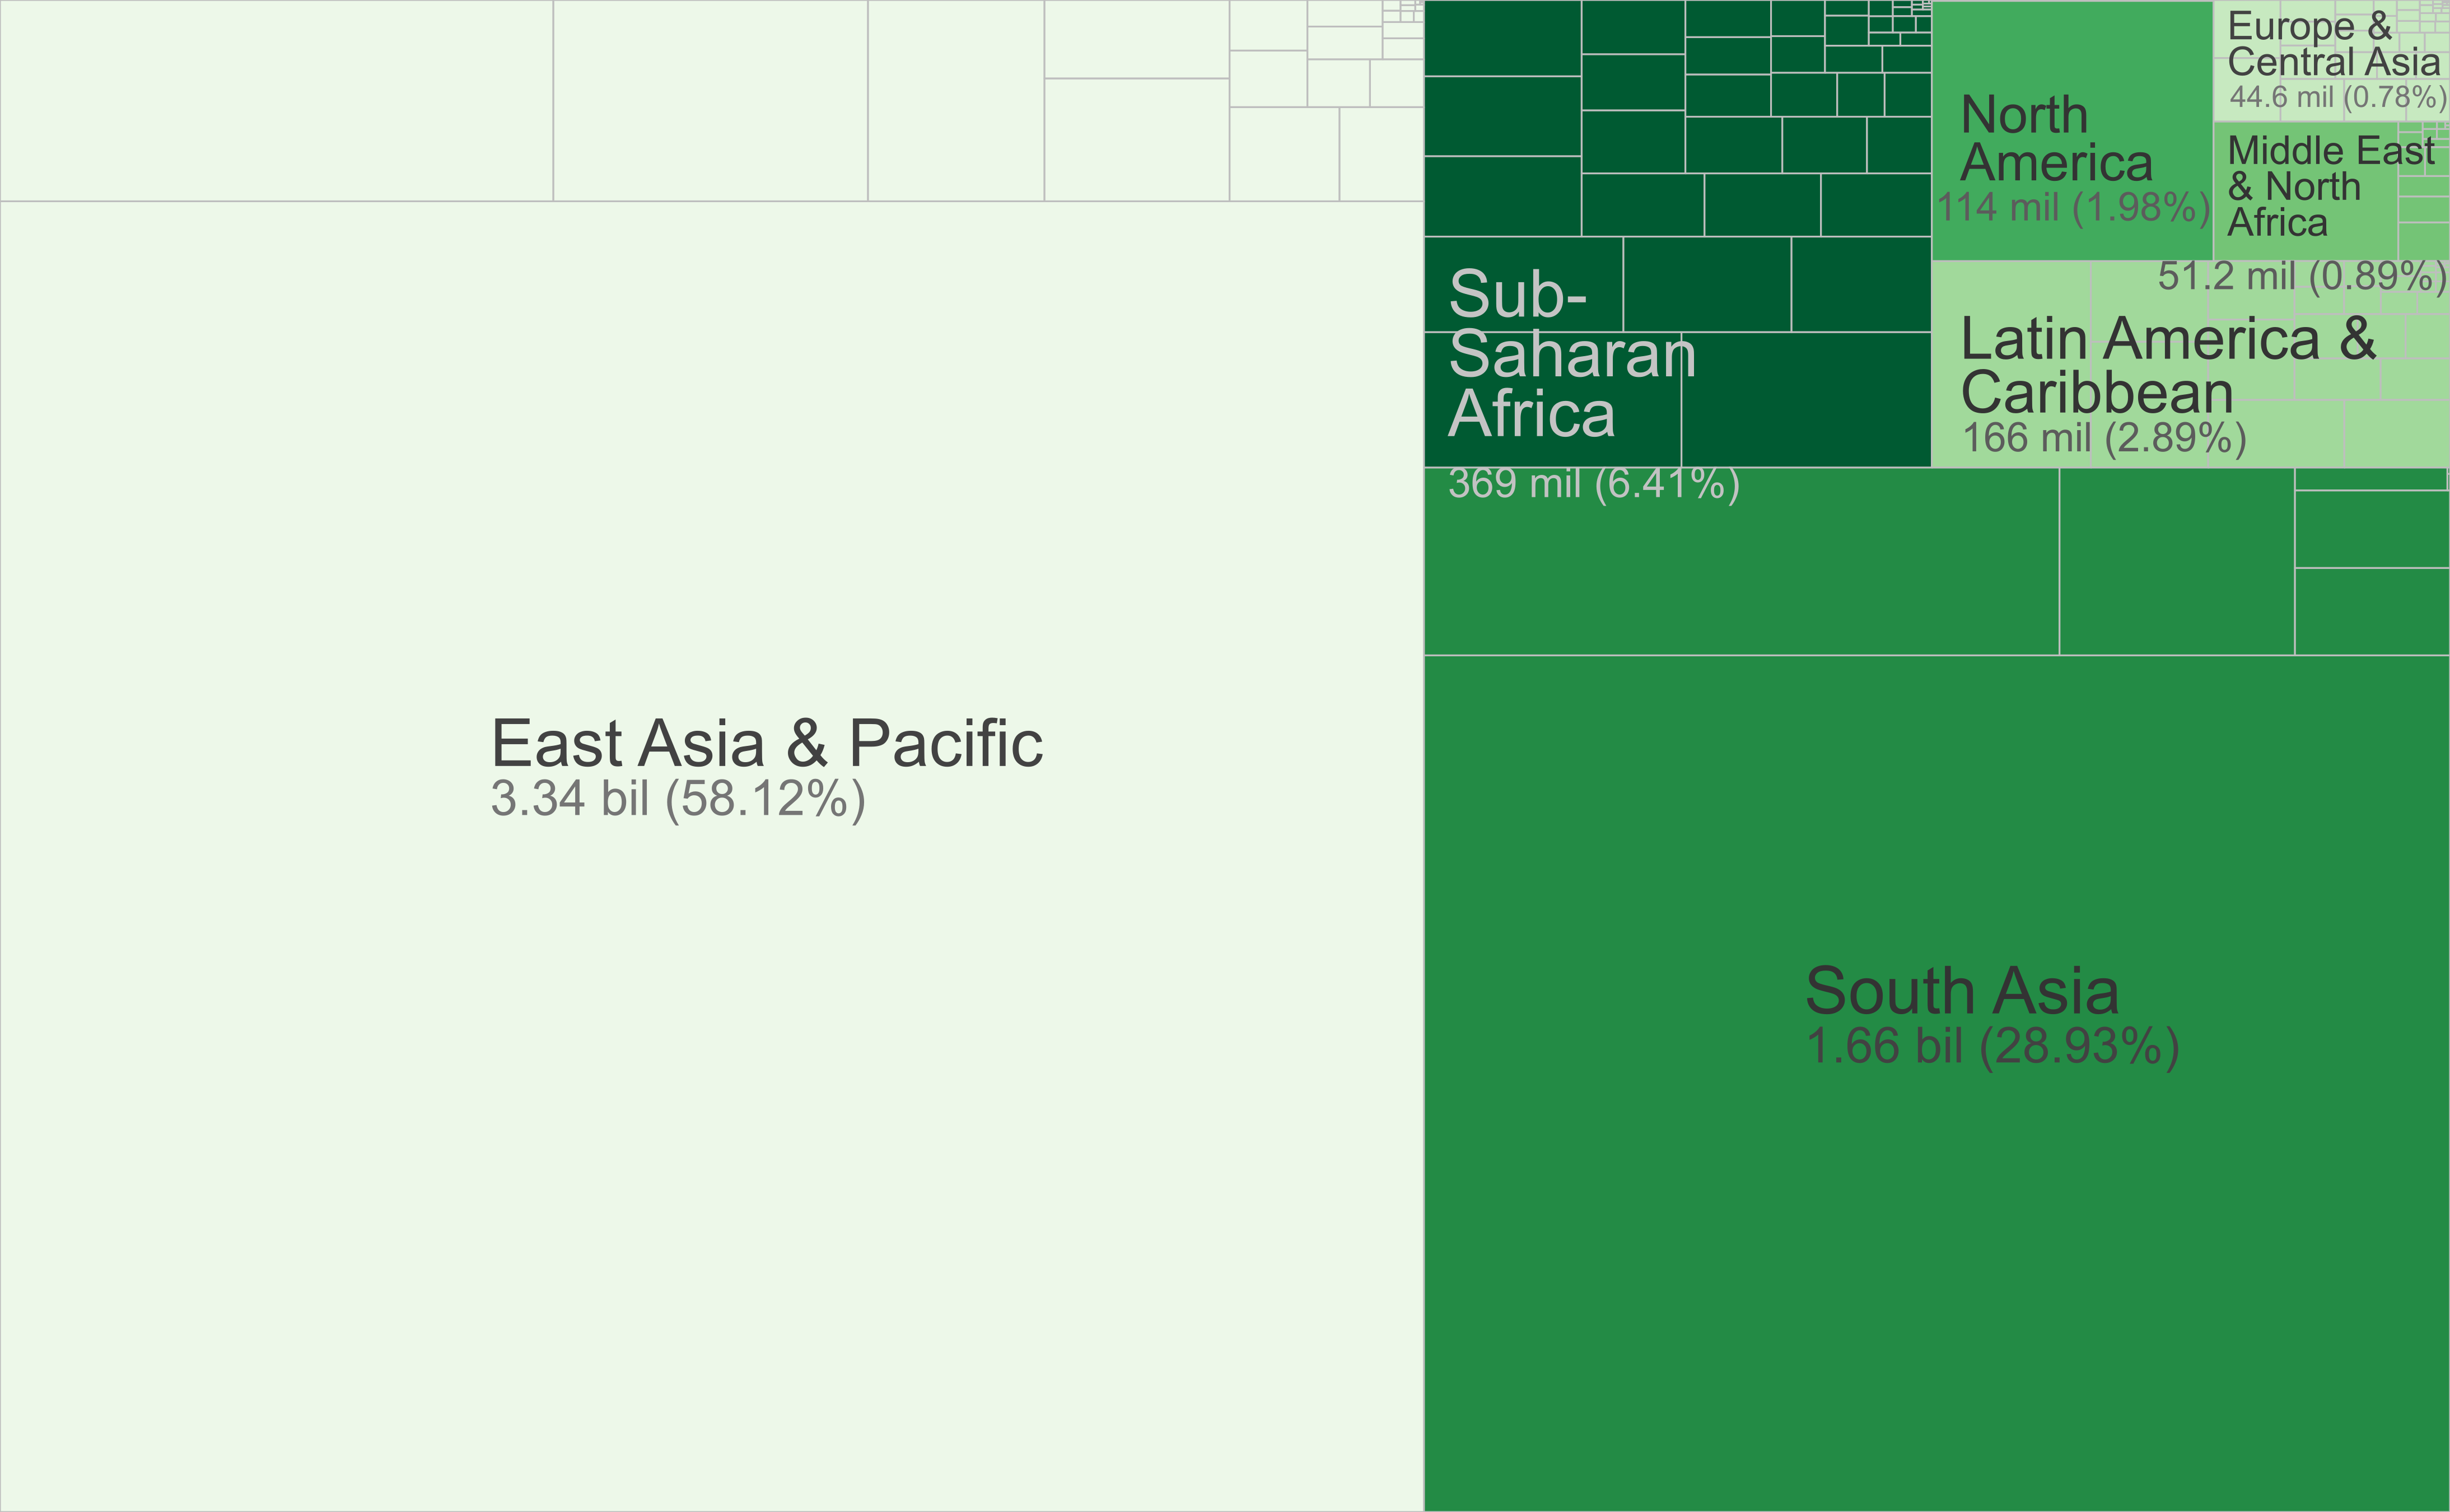 East Asia & Pacific
3.34 bil (58.12%)
Sub-
Saharan
Africa
369 mil (6.41%)
North
America
114 mil (1.98%)
Europe &
Central Asia
44.6 mil (0.78%)
Middle East
& North
Africa
51.2 mil (0.89%)
Latin America &
Caribbean
166 mil (2.89%)
South Asia
1.66 bil (28.93%)